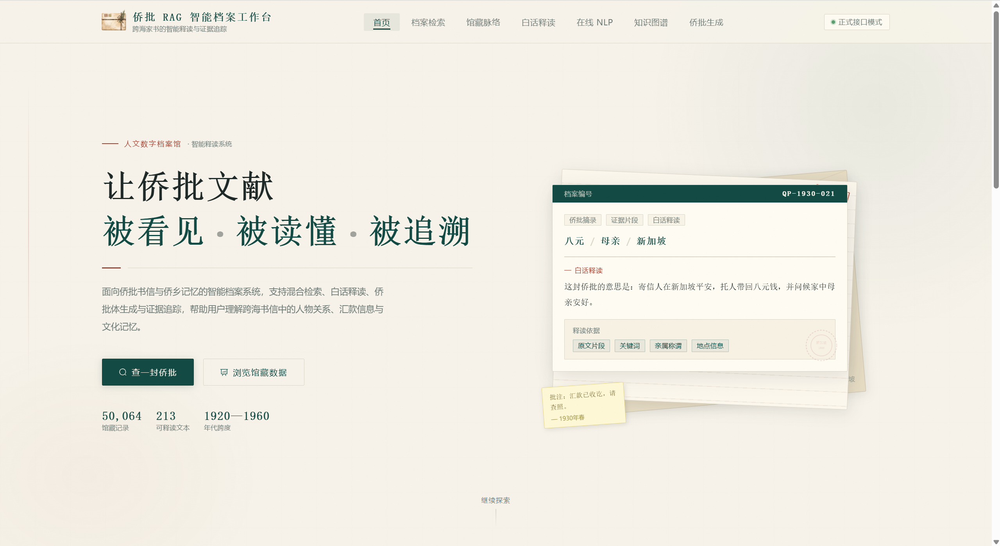 侨批 RAG 智能档案工作台
跨海家书的智能释读与证据追踪
首页 档案检索 馆藏脉络 白话释读 在线 NLP 知识图谱 侨批生成
正式接口模式
人文数字档案馆 · 智能释读系统
让侨批文献
被看见 · 被读懂 · 被追溯
面向侨批书信与侨乡记忆的智能档案系统，支持混合检索、白话释读、侨
批体生成与证据追踪，帮助用户理解跨海书信中的人物关系、汇款信息与
文化记忆。
查一封侨批 浏览馆藏数据
50,064 213 1920—1960
馆藏记录 可释读文本 年代跨度
档案编号 QP-1930-021
侨批摘录 证据片段 白话释读
八元 / 母亲 / 新加坡
— 白话释读
这封侨批的意思是：寄信人在新加坡平安，托人带回八元钱，并问候家中母
亲安好。
释读依据
原文片段 关键词 亲属称谓 地点信息
新加坡
1930
坡
批注：汇款已收讫，请
查照。
— 1930年春
继续探索